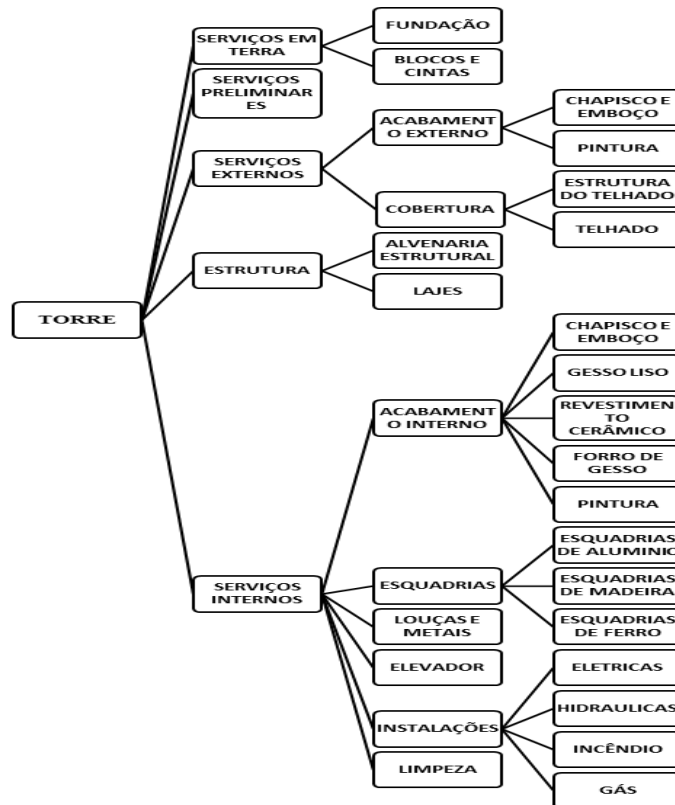 TORRE
SERVIÇOS EM
TERRA
FUNDAÇÃO
BLOCOS E
CINTAS
SERVIÇOS
PRELIMINAR
ES
SERVIÇOS
EXTERNOS
ACABAMENT
O EXTERNO
CHAPISCO E
EMBOÇO
PINTURA
COBERTURA
ESTRUTURA
DO TELHADO
TELHADO
ESTRUTURA
ALVENARIA
ESTRUTURAL
LAJES
SERVIÇOS
INTERNOS
ACABAMENT
O INTERNO
CHAPISCO E
EMBOÇO
GESSO LISO
REVESTIMEN
TO
CERÂMICO
FORRO DE
GESSO
PINTURA
ESQUADRIAS
ESQUADRIAS
DE ALUMINIO
ESQUADRIAS
DE MADEIRA
ESQUADRIAS
DE FERRO
LOUÇAS E
METAIS
ELEVADOR
INSTALAÇÕES
ELETRICAS
HIDRAULICAS
INCÊNDIO
GÁS
LIMPEZA